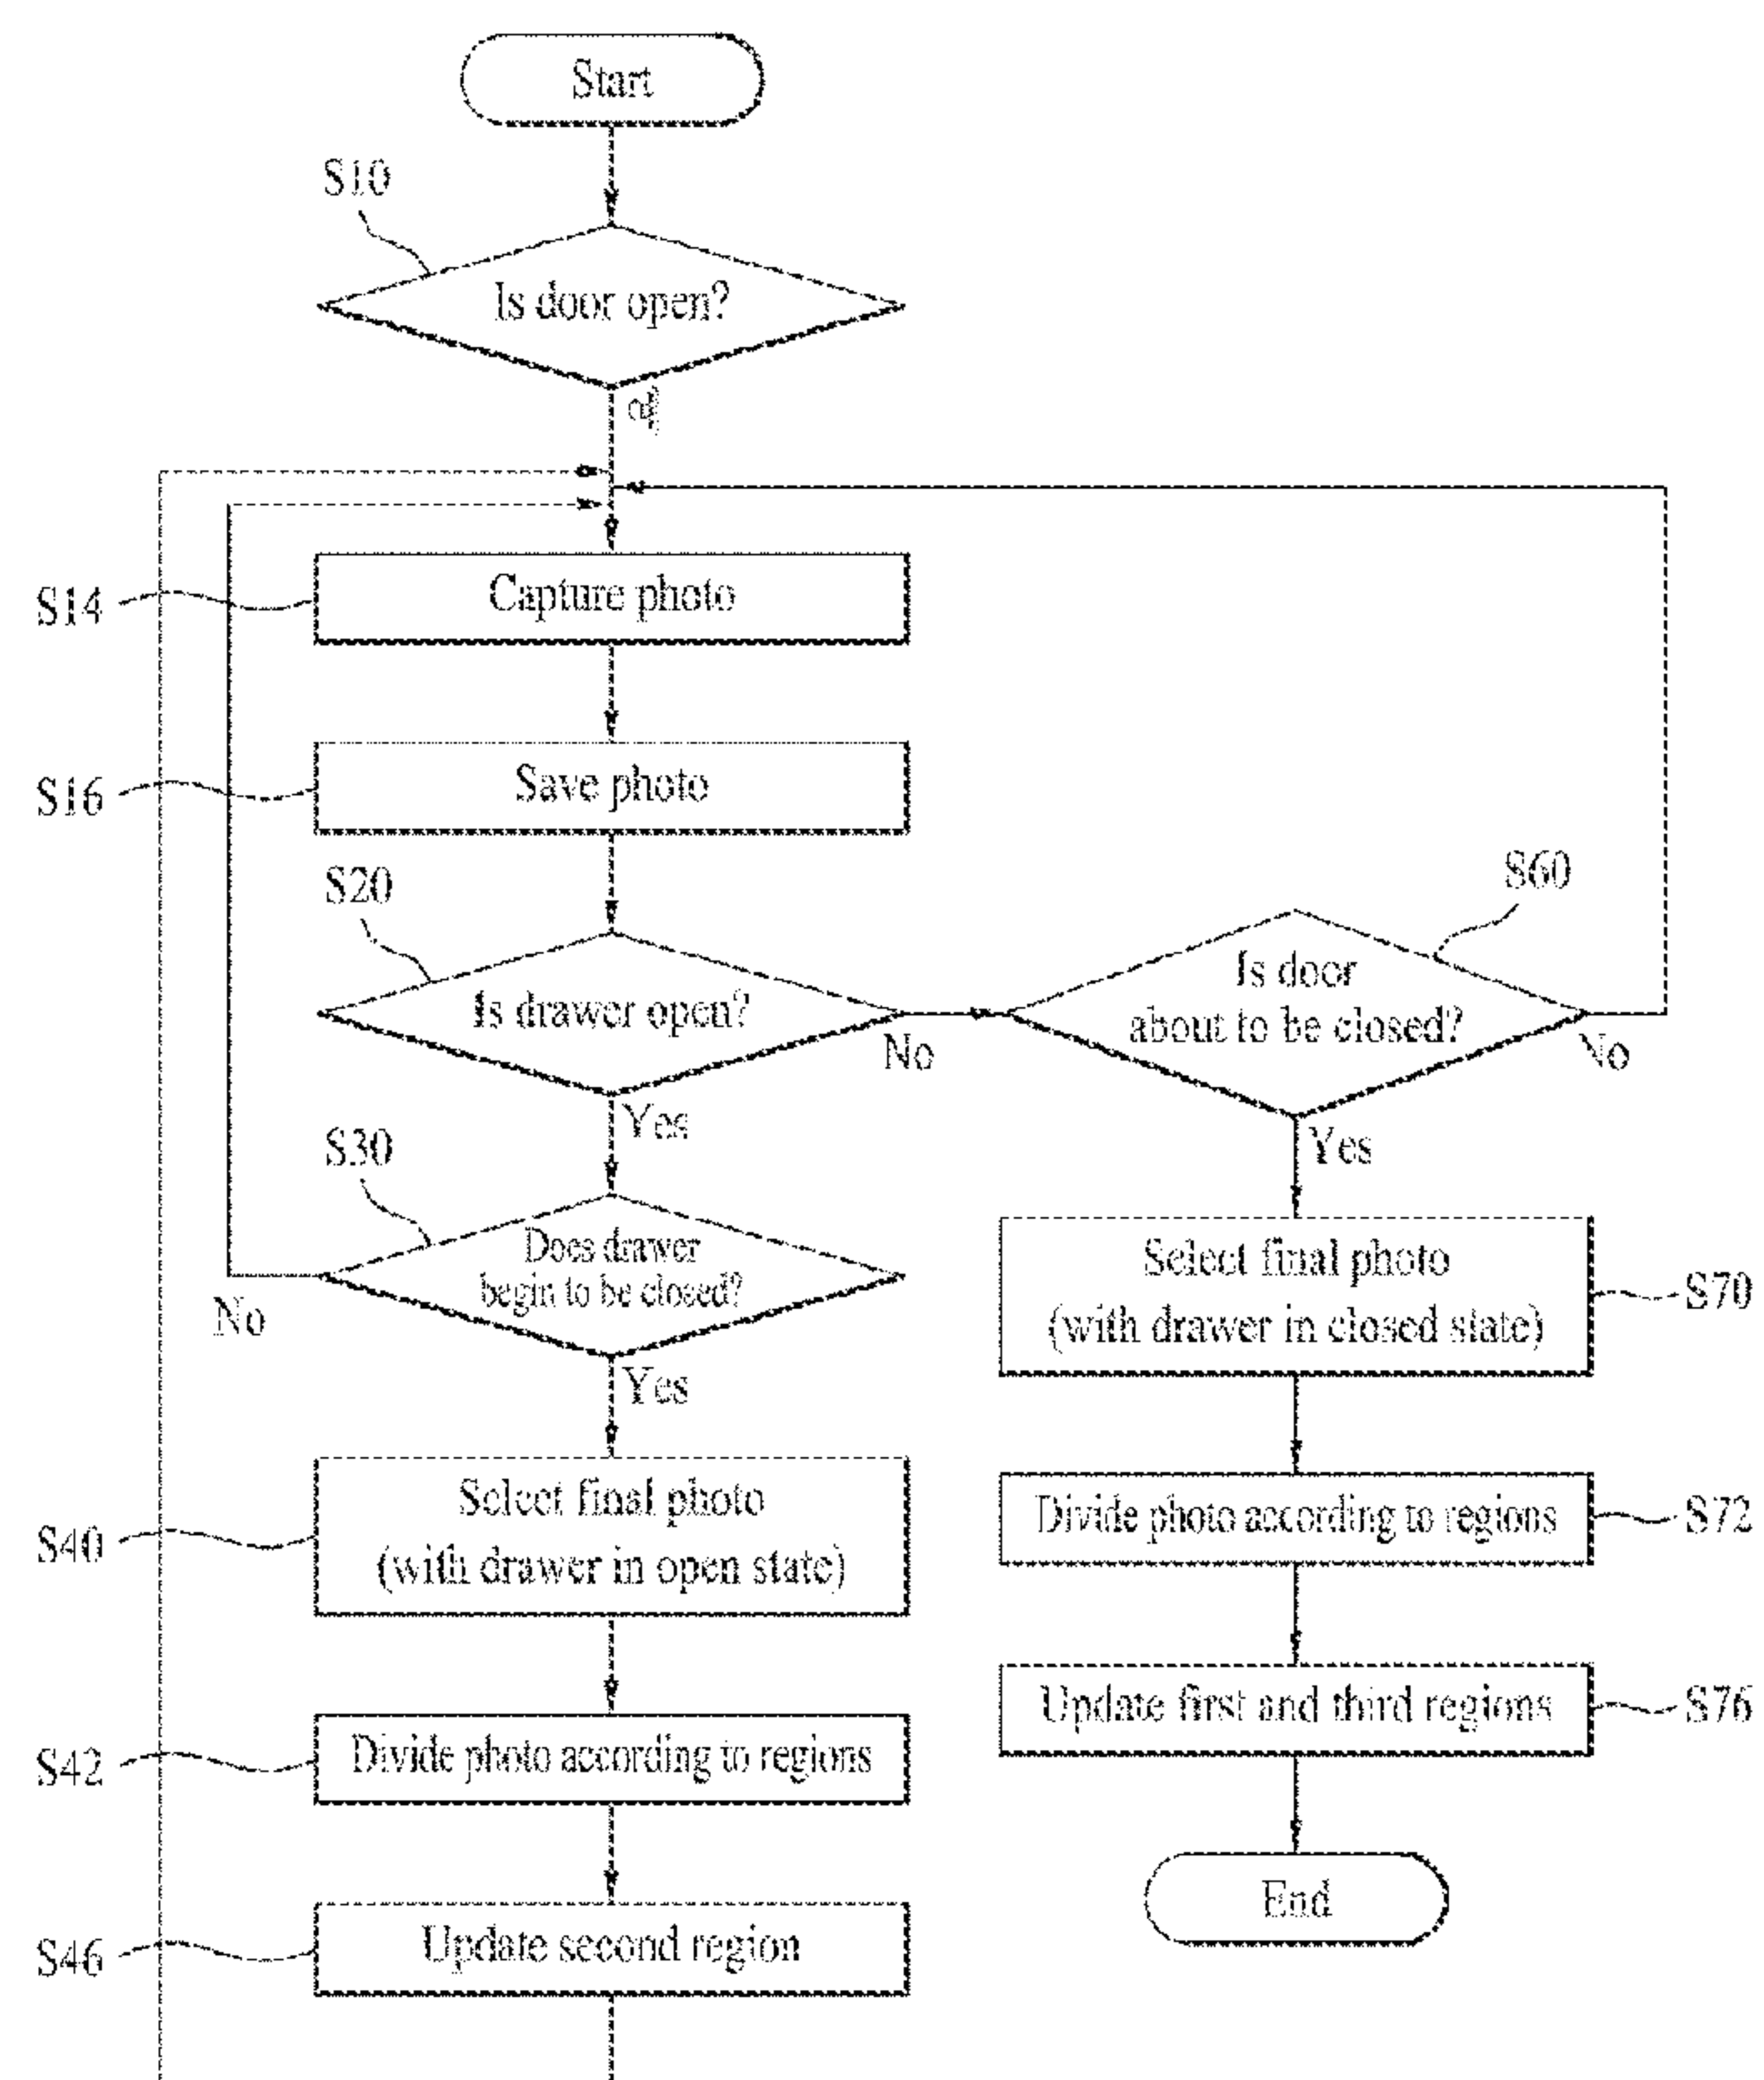 Start
S10
Is door open?
예
S14
Capture photo
S16
Save photo
S20
Is drawer open?
No
Yes
S60
Is door
about to be closed?
No
Yes
S30
Does drawer
begin to be closed?
No
Yes
S40
Select final photo
(with drawer in open state)
S42
Divide photo according to regions
S46
Update second region
Select final photo
(with drawer in closed state)
S70
Divide photo according to regions
S72
Update first and third regions
S76
End